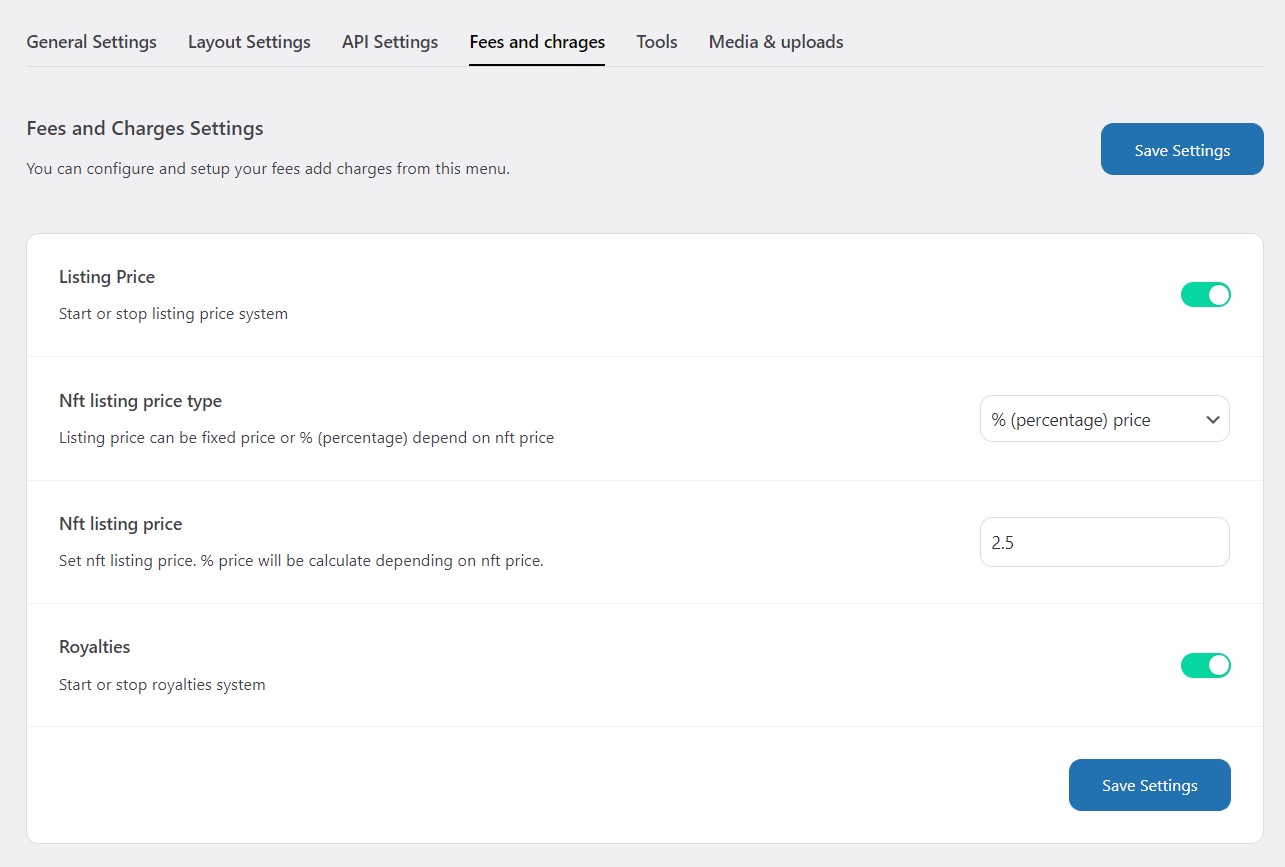 General Settings Layout Settings API Settings Fees and chrages Tools Media & uploads
Fees and Charges Settings
Save Settings
You can configure and setup your fees add charges from this menu.
Listing Price
Start or stop listing price system
Nft listing price type
% (percentage) price
Listing price can be fixed price or % (percentage) depend on nft price
Nft listing price
2.5
Set nft listing price. % price will be calculate depending on nft price.
Royalties
Start or stop royalties system
Save Settings